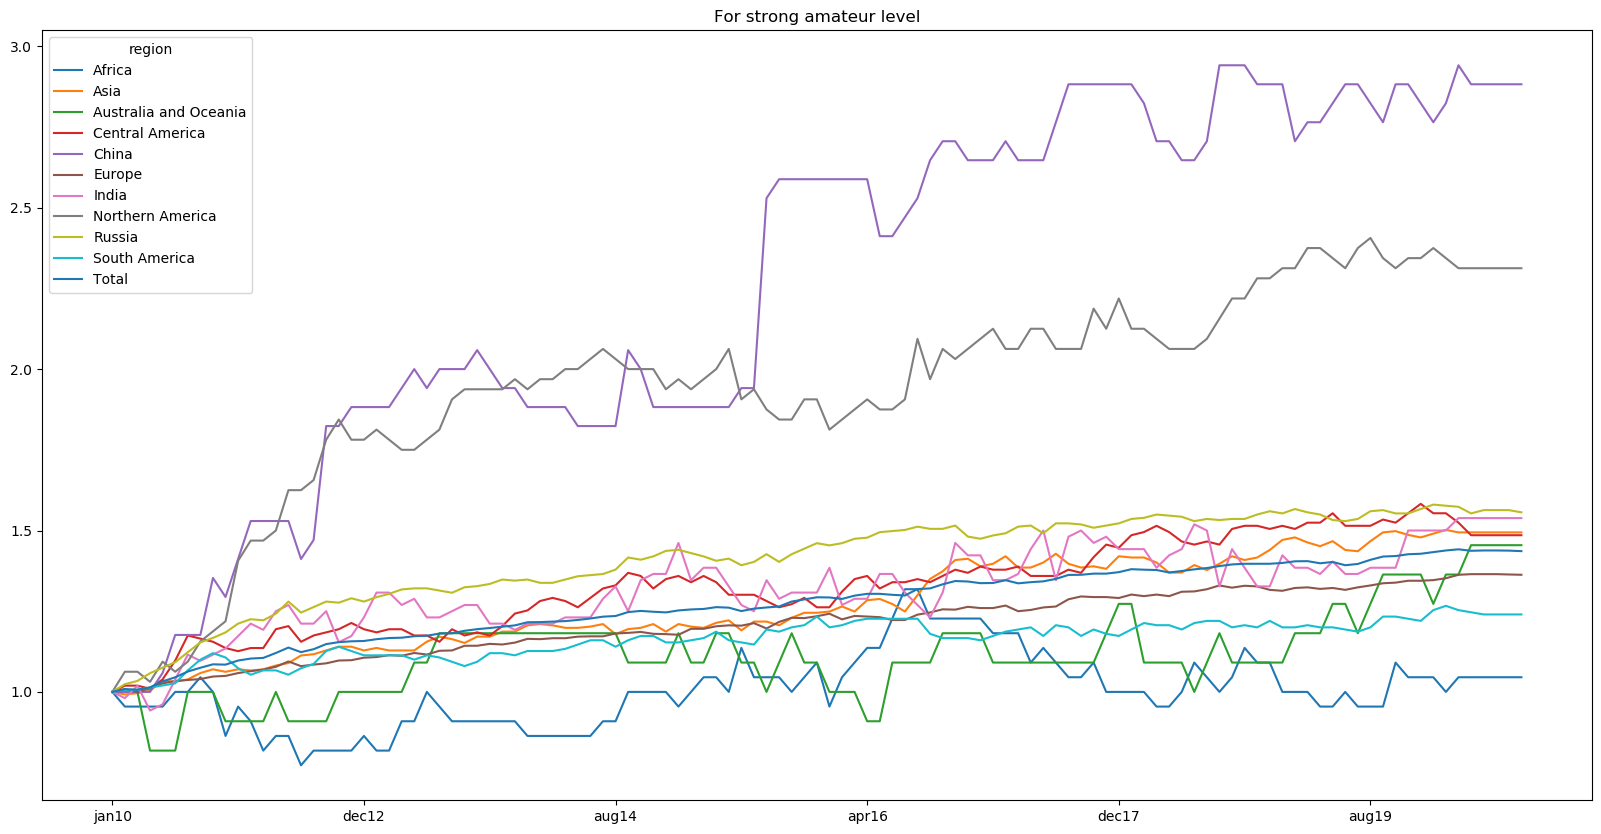 For strong amateur level
3.0
2.5
2.0
1.5
1.0
region
Africa
Asia
Australia and Oceania
Central America
China
Europe
India
Northern America
Russia
South America
Total
jan10 dec12 aug14 apr16 dec17 aug19